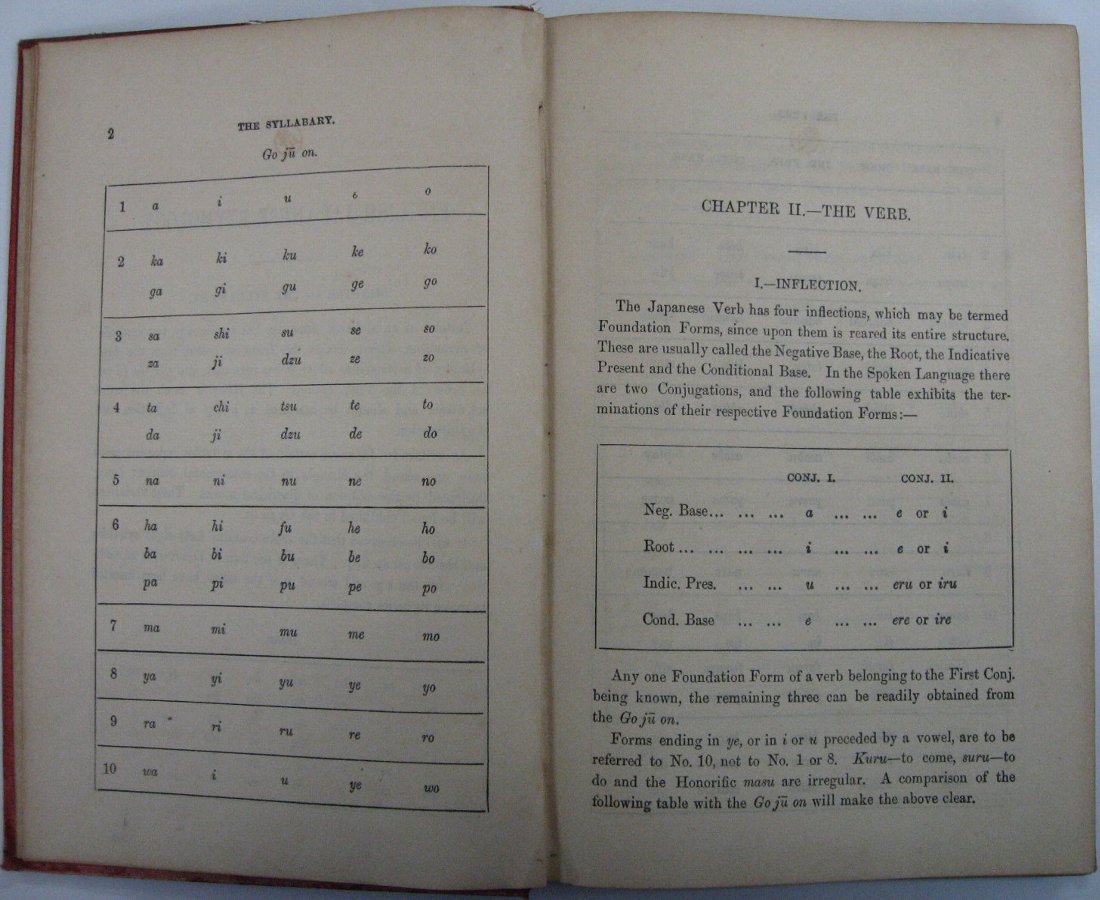 2
THE SYLLABARY.
Go jū on.
1 a i u e o
2 ka ki ku ke ko
ga gi gu ge go
3 sa shi su se so
za ji dzu ze zo
4 ta chi tsu te to
da ji dzu de do
5 na ni nu ne no
6 ha hi fu he ho
ba bi bu be bo
pa pi pu pe po
7 ma mi mu me mo
8 ya yi yu ye yo
9 ra ri ru re ro
10 wa i u ye wo
CHAPTER II.—THE VERB.
I.—INFLECTION.
The Japanese Verb has four inflections, which may be termed
Foundation Forms, since upon them is reared its entire structure.
These are usually called the Negative Base, the Root, the Indicative
Present and the Conditional Base. In the Spoken Language there
are two Conjugations, and the following table exhibits the ter-
minations of their respective Foundation Forms:—
CONJ. I. CONJ. II.
Neg. Base... ... ... a ... ... e or i
Root ... ... ... ... i ... ... e or i
Indic. Pres. ... ... u ... ... eru or iru
Cond. Base ... ... e ... ... ere or ire
Any one Foundation Form of a verb belonging to the First Conj.
being known, the remaining three can be readily obtained from
the Go jū on.
Forms ending in ye, or in i or u preceded by a vowel, are to be
referred to No. 10, not to No. 1 or 8. Kuru—to come, suru—to
do and the Honorific masu are irregular. A comparison of the
following table with the Go jū on will make the above clear.